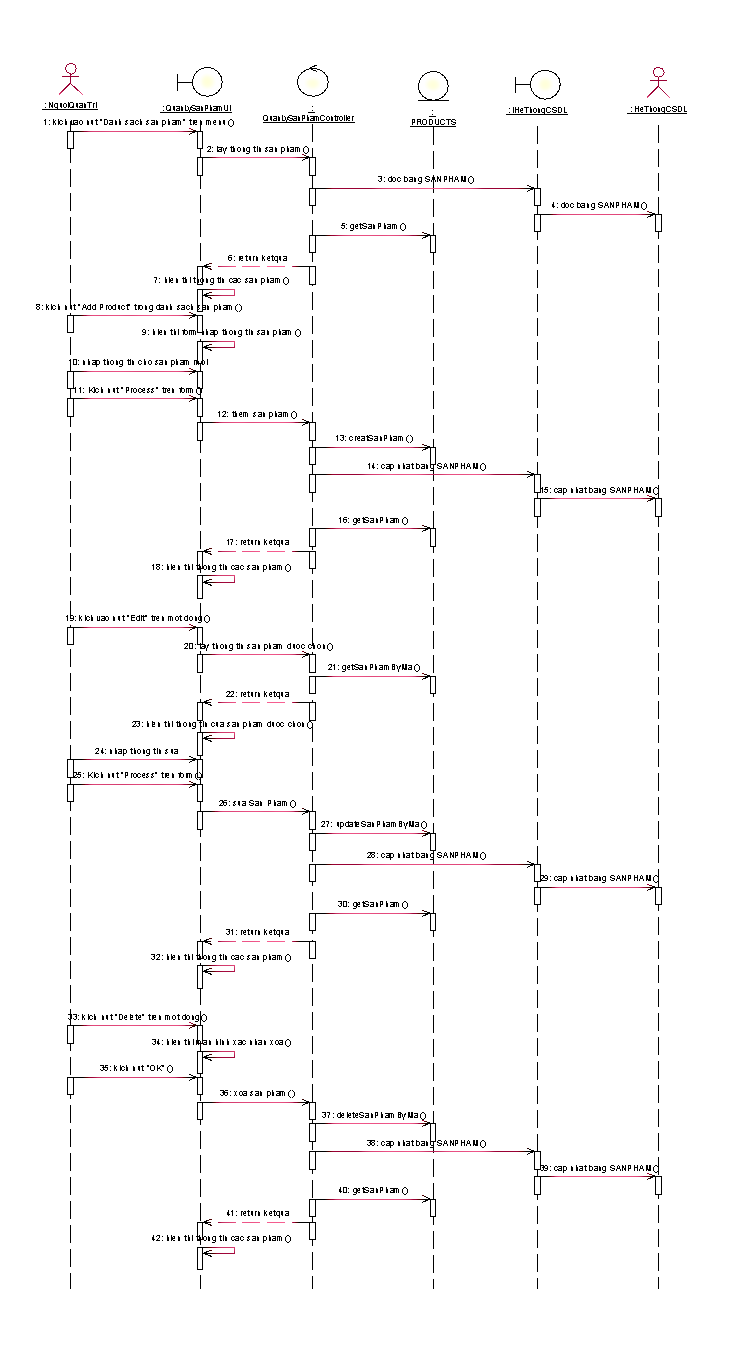 : NguoiQuanTri
: QuanlySanPhamUI
:
QuanlySanPhamController
:
PRODUCTS
: IHeThongCSDL
: HeThongCSDL
1: kich vao nut "Danh sach san pham" tren menu()
2: lay thong tin san pham()
3: doc bang SANPHAM()
4: doc bang SANPHAM()
5: getSanPham()
6: return ketqua
7: hien thi thong tin cac san pham()
8: kich nut "Add Product" trong danh sach san pham()
9: hien thi form nhap thong tin san pham()
10: nhap thong tin cho san pham moi
11: Kich nut "Process" tren form()
12: them san pham()
13: creatSanPham()
14: cap nhat bang SANPHAM()
15: cap nhat bang SANPHAM()
16: getSanPham()
17: return ketqua
18: hien thi thong tin cac san pham()
19: kich vao nut "Edit" tren mot dong()
20: lay thong tin san pham duoc chon()
21: getSanPhamByMa()
22: return ketqua
23: hien thi thong tin cua san pham duoc chon()
24: nhap thong tin sua
25: Kich nut "Process" tren form()
26: sua San Pham()
27: updateSanPhamByMa()
28: cap nhat bang SANPHAM()
29: cap nhat bang SANPHAM()
30: getSanPham()
31: return ketqua
32: hien thi thong tin cac san pham()
33: kich nut "Delete" tren mot dong()
34: hien thi man hinh xac nhan xoa()
35: kich nut "OK"()
36: xoa san pham()
37: deleteSanPhamByMa()
38: cap nhat bang SANPHAM()
39: cap nhat bang SANPHAM()
40: getSanPham()
41: return ketqua
42: hien thi thong tin cac san pham()